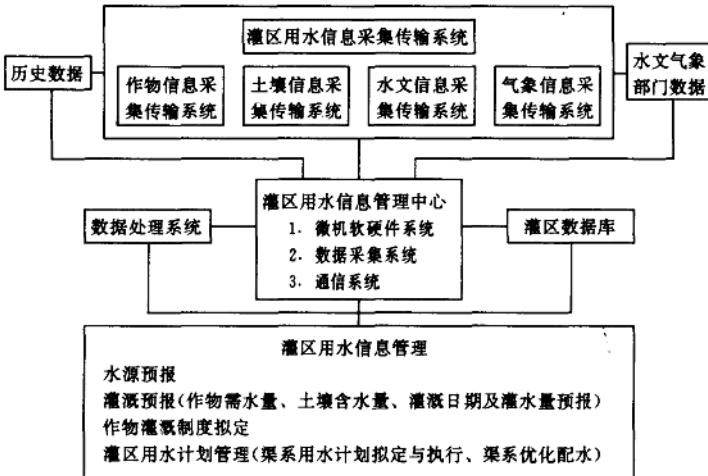 灌区用水信息采集传输系统
历史数据
作物信息采
集传输系统
土壤信息采
集传输系统
水文信息采
集传输系统
气象信息采
集传输系统
水文气象
部门数据
灌区用水信息管理中心
1. 微机软硬件系统
2. 数据采集系统
3. 通信系统
数据处理系统
灌区数据库
灌区用水信息管理
水源预报
灌溉预报(作物需水量、土壤含水量、灌溉日期及灌水量预报)
作物灌溉制度拟定
灌区用水计划管理(渠系用水计划拟定与执行、渠系优化配水)